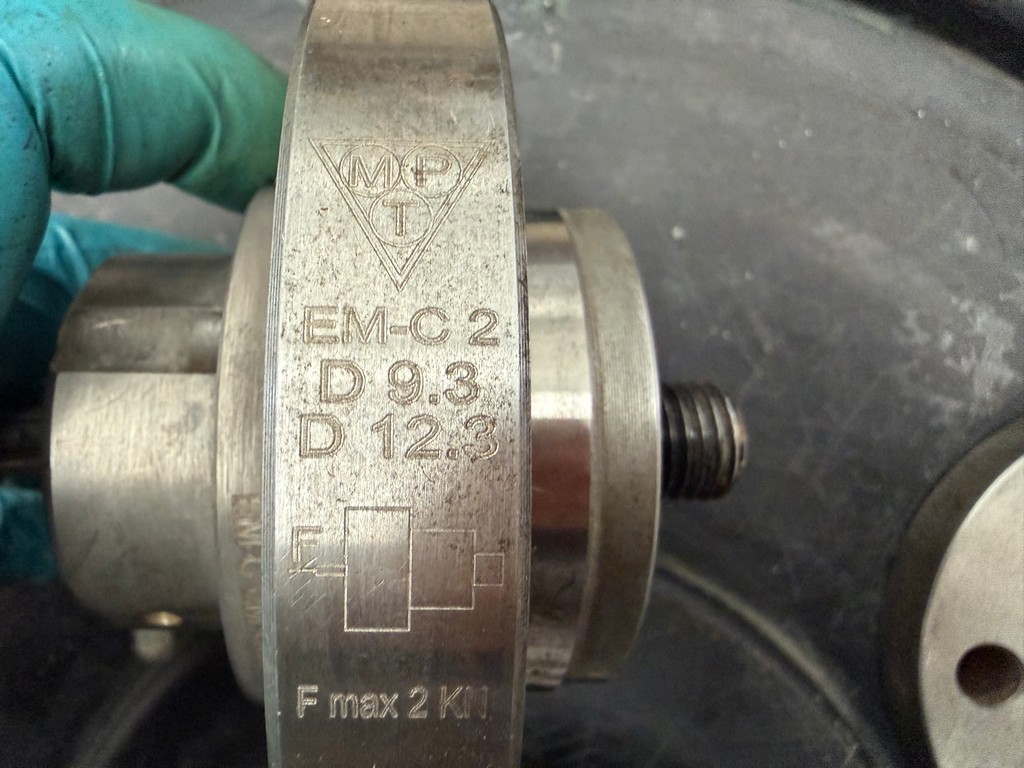 M P
T
EM-C 2
D 9.3
D 12.3
F
F max 2 KN